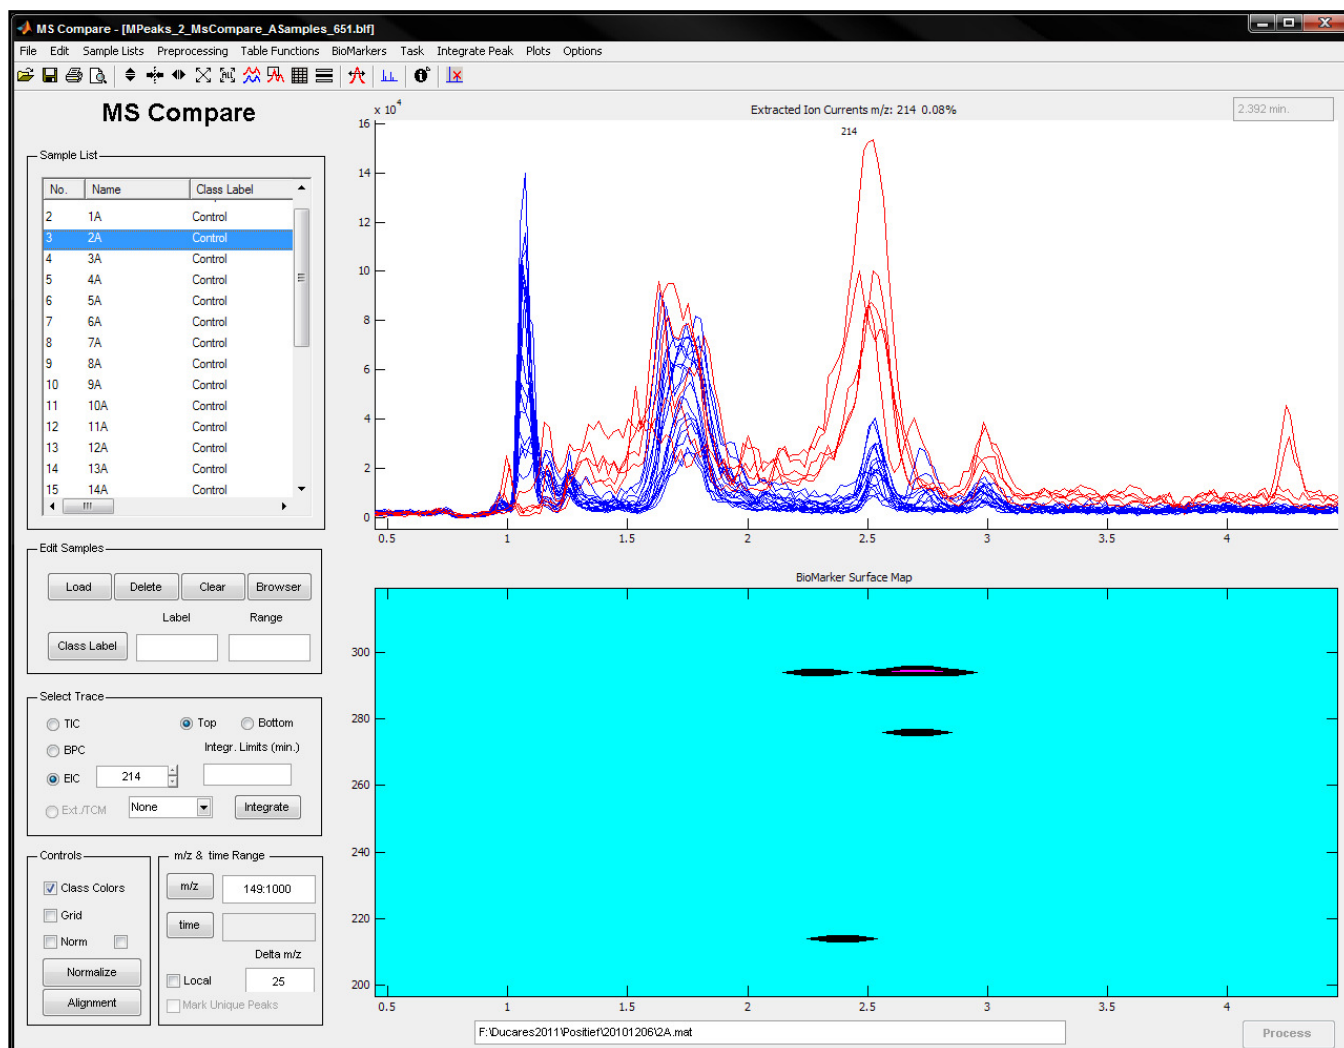 MS Compare - [MPeaks_2_MsCompare_ASamples_651.blf]
File Edit Sample Lists Preprocessing Table Functions BioMarkers Task Integrate Peak Plots Options
MS Compare
Sample List
No. Name Class Label
2 1A Control
3 2A Control
4 3A Control
5 4A Control
6 5A Control
7 6A Control
8 7A Control
9 8A Control
10 9A Control
11 10A Control
12 11A Control
13 12A Control
14 13A Control
15 14A Control
Edit Samples
Load Delete Clear Browser
Label Range
Class Label
Select Trace
TIC Top Bottom
BPC Integr. Limits (min.)
EIC 214
Ext./TCM None Integrate
Controls
Class Colors
Grid
Norm
Normalize
Alignment
m/z & time Range
m/z 149:1000
time
Delta m/z
Local 25
Mark Unique Peaks
x 10^4
Extracted Ion Currents m/z: 214 0.08%
2.392 min.
214
16
14
12
10
8
6
4
2
0
0.5 1 1.5 2 2.5 3 3.5 4
BioMarker Surface Map
300
280
260
240
220
200
0.5 1 1.5 2 2.5 3 3.5 4
F:\Ducares2011\Positief\20101206\2A.mat
Process